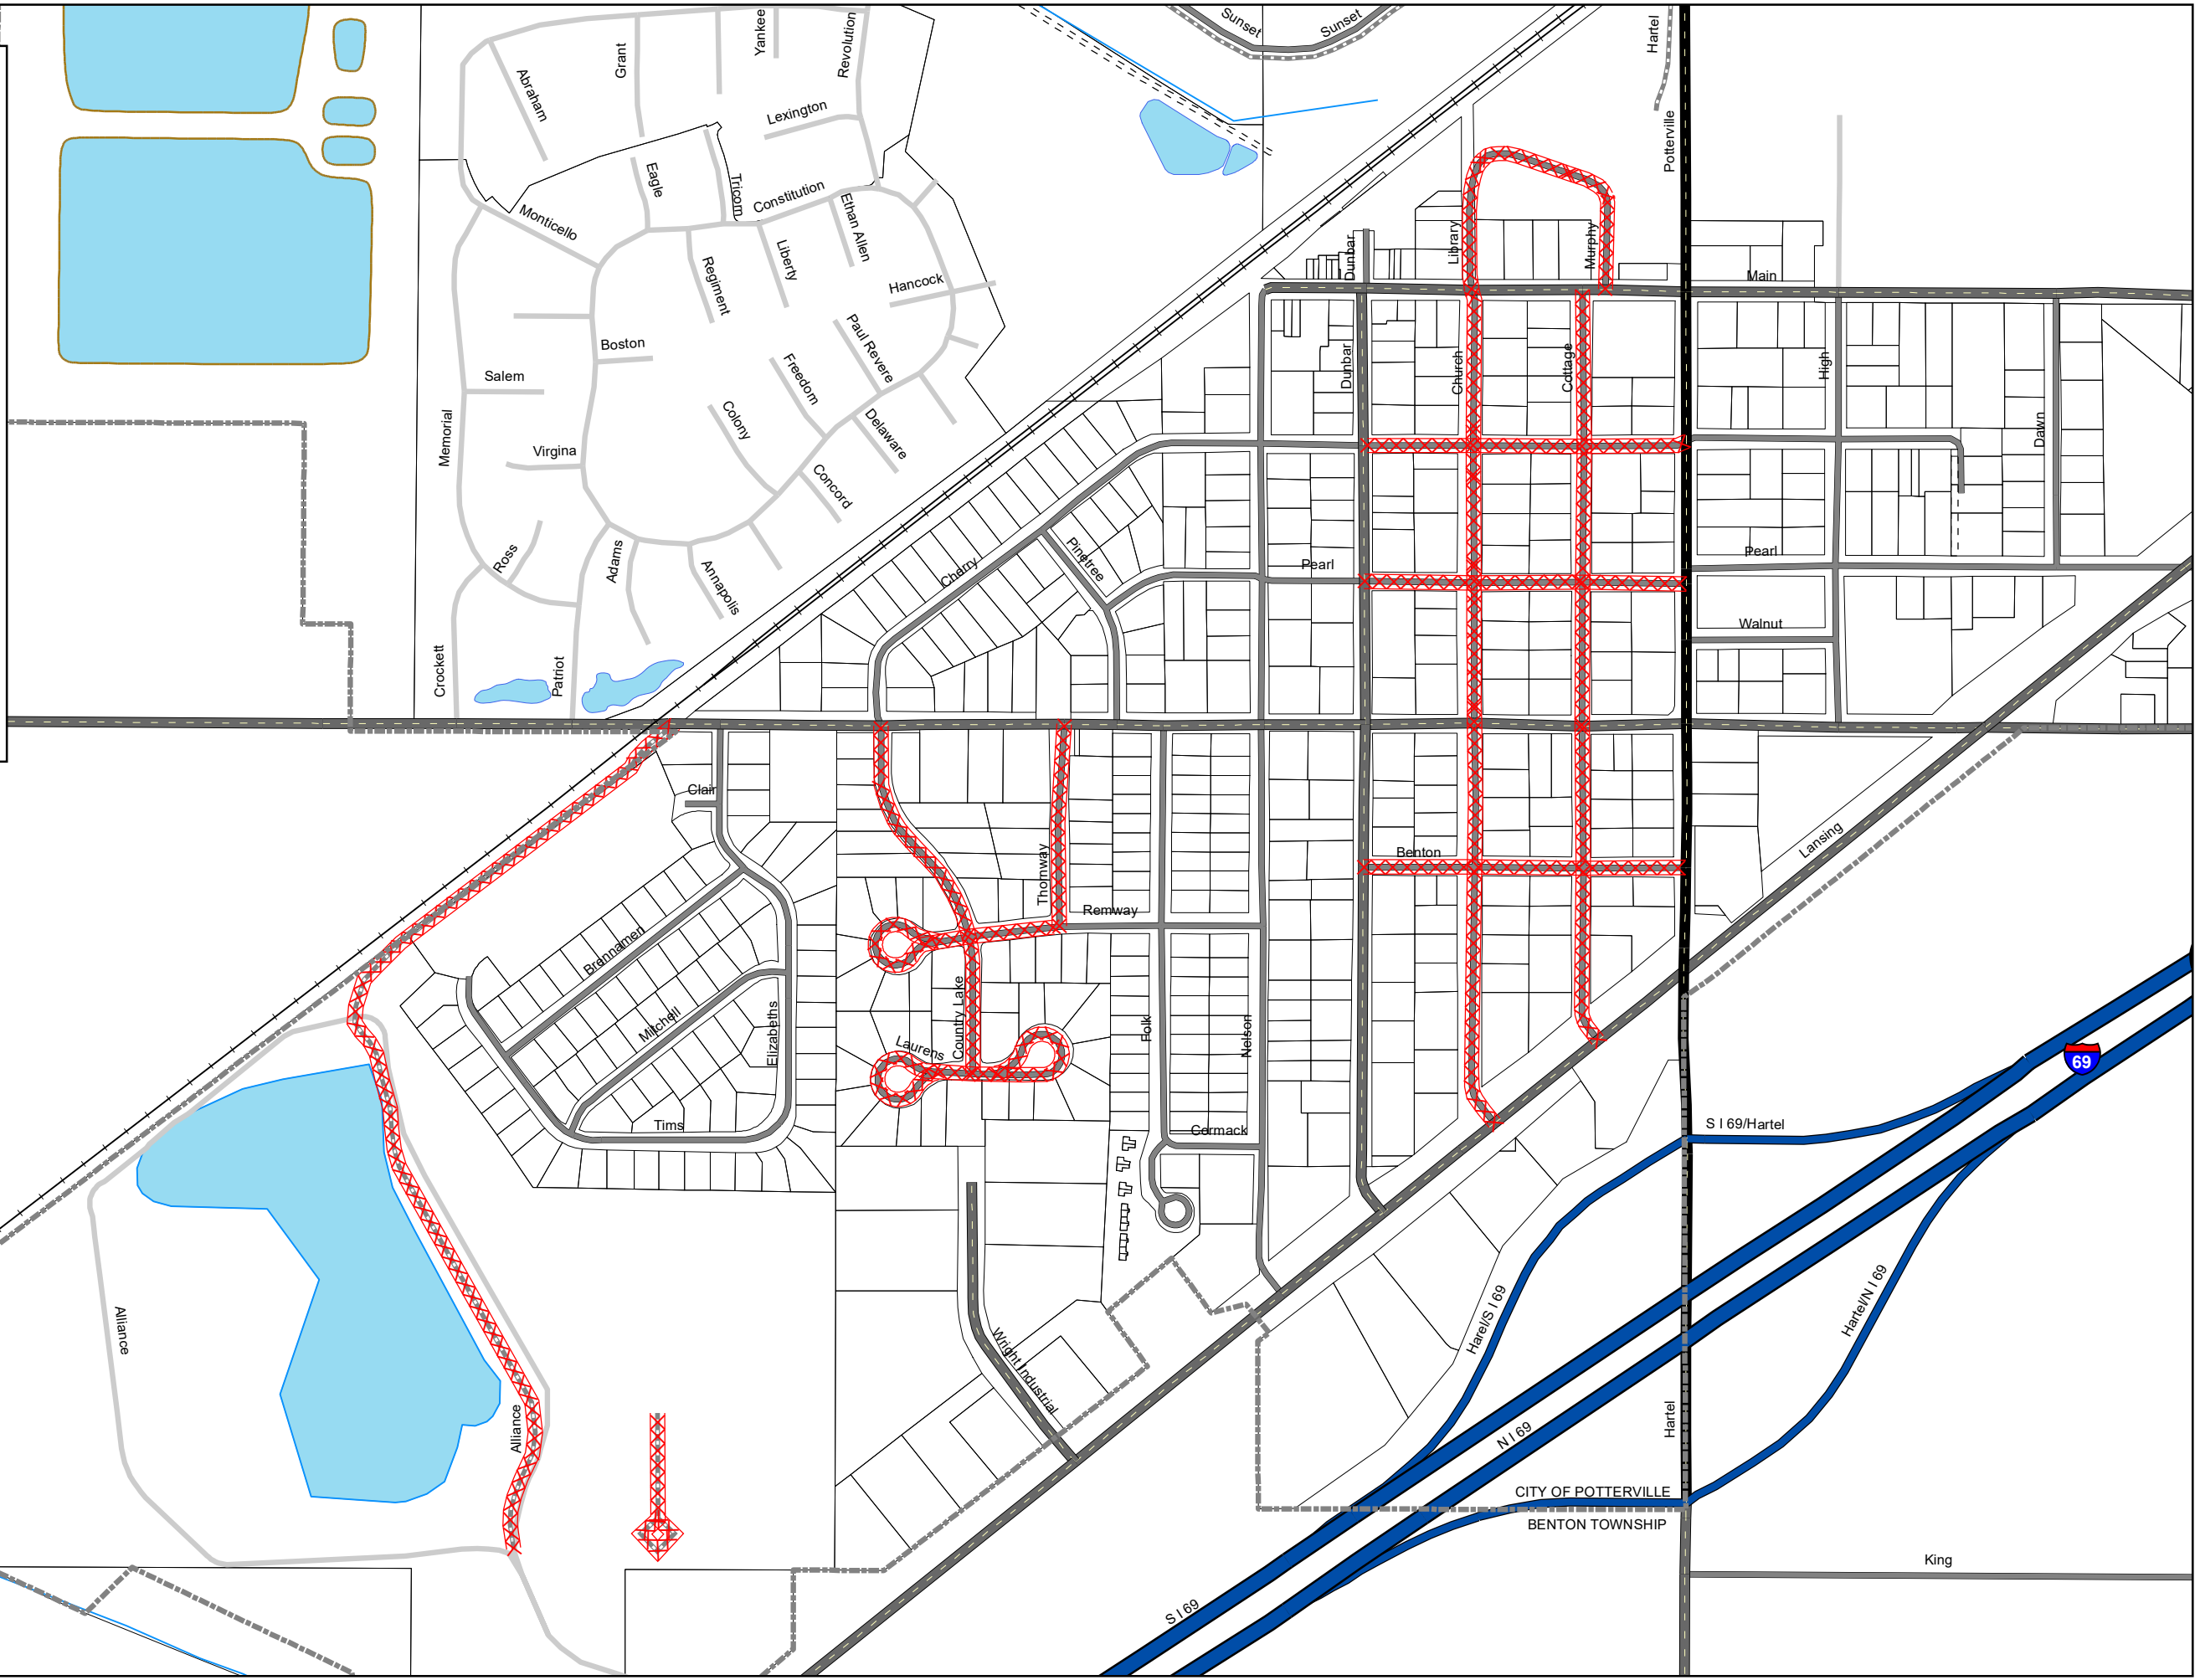 Sunset
Sunset
Yankee
Revolution
Hartel
Grant
Abraham
Lexington
Potterville
Eagle
Tricorn
Constitution
Monticello
Ethan Allen
Liberty
Library
Murphy
Dunbar
Regiment
Hancock
Main
Boston
Paul Revere
Salem
Freedom
Dunbar
Church
Cottage
High
Colony
Delaware
Memorial
Virgina
Dawn
Concord
Ross
Adams
Annapolis
Cherry
Pinetree
Pearl
Pearl
Walnut
Crockett
Patriot
Clair
Lansing
Benton
Thornway
Remway
Brennamen
Mitchell
Elizabeths
Country Lake
Laurens
Folk
Nelson
69
Tims
Cormack
S I 69/Hartel
Alliance
Harel/S I 69
Hartel/N I 69
Wright Industrial
Alliance
Hartel
N I 69
CITY OF POTTERVILLE
BENTON TOWNSHIP
King
S I 69